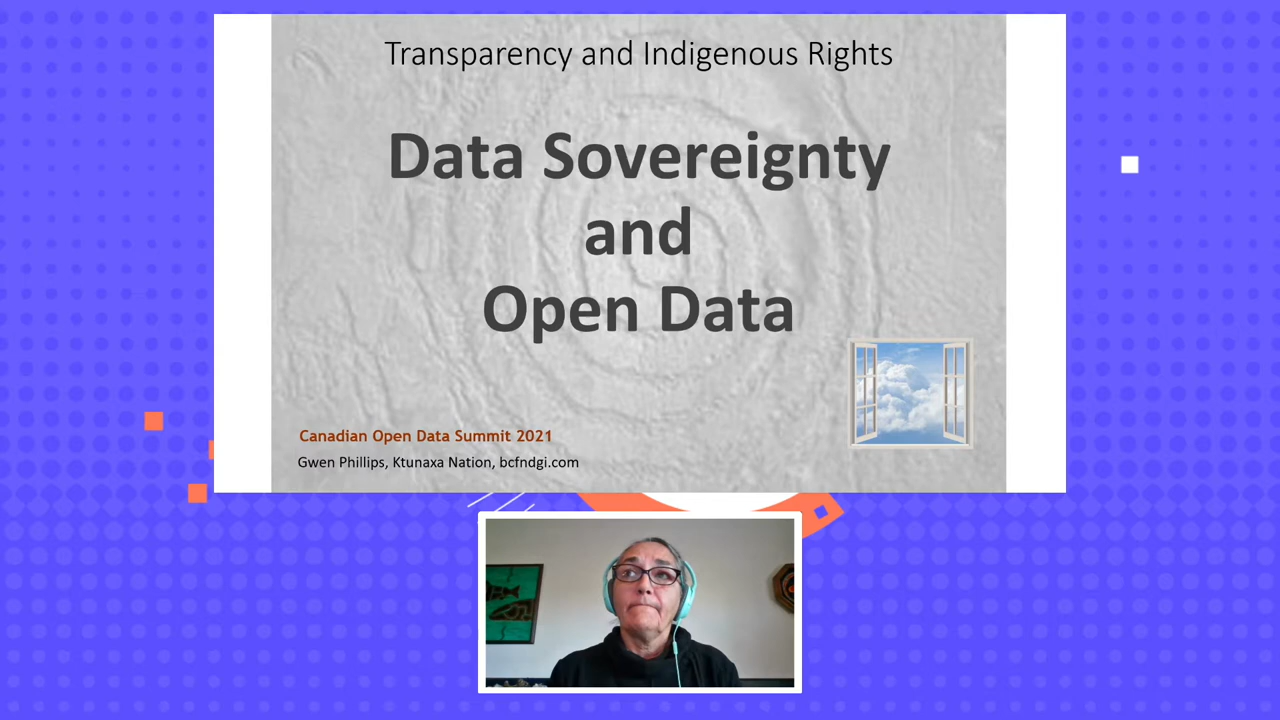 Transparency and Indigenous Rights
Data Sovereignty
and
Open Data
Canadian Open Data Summit 2021
Gwen Phillips, Ktunaxa Nation, bcfndgi.com